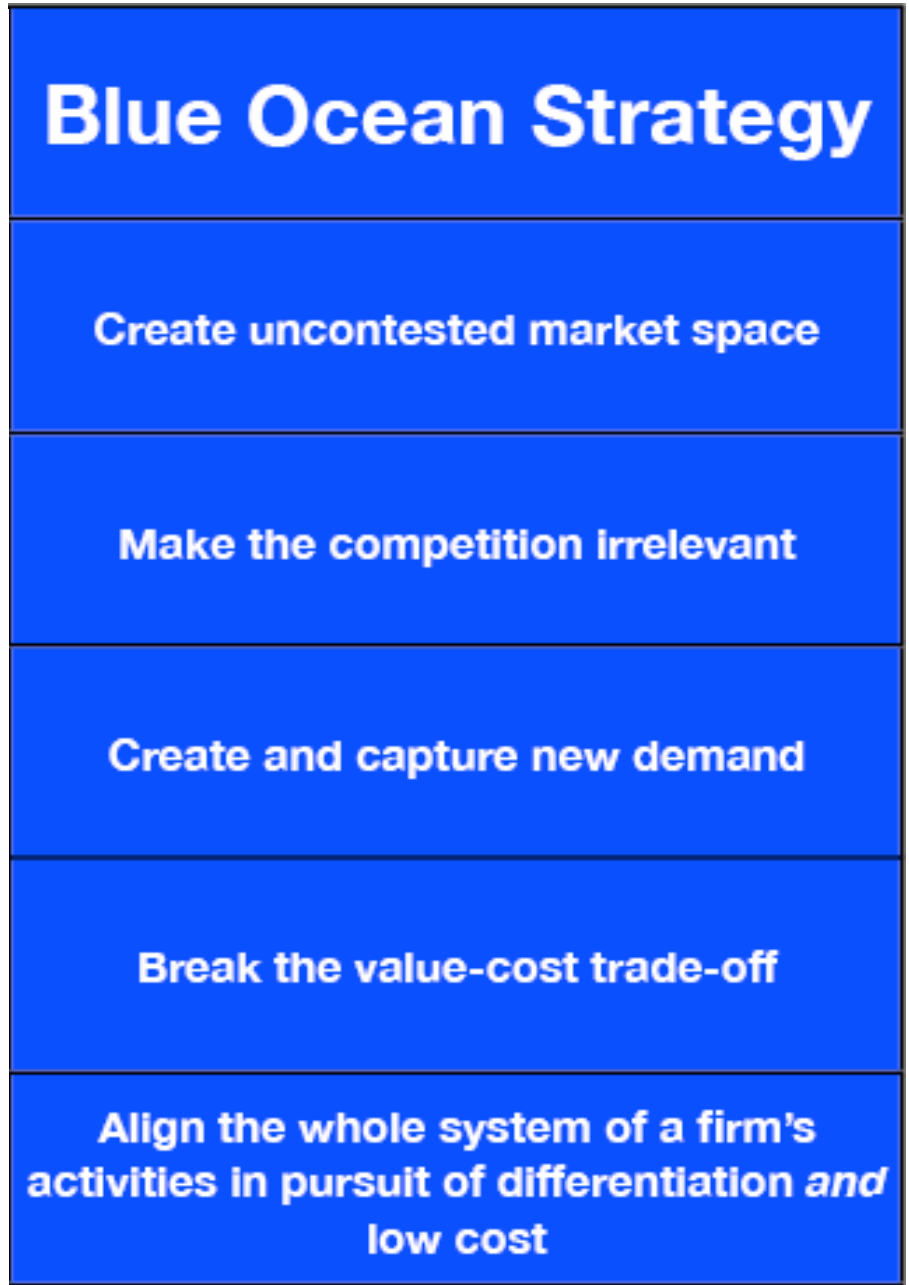 Blue Ocean Strategy
Create uncontested market space
Make the competition irrelevant
Create and capture new demand
Break the value-cost trade-off
Align the whole system of a firm’s
activities in pursuit of differentiation and
low cost